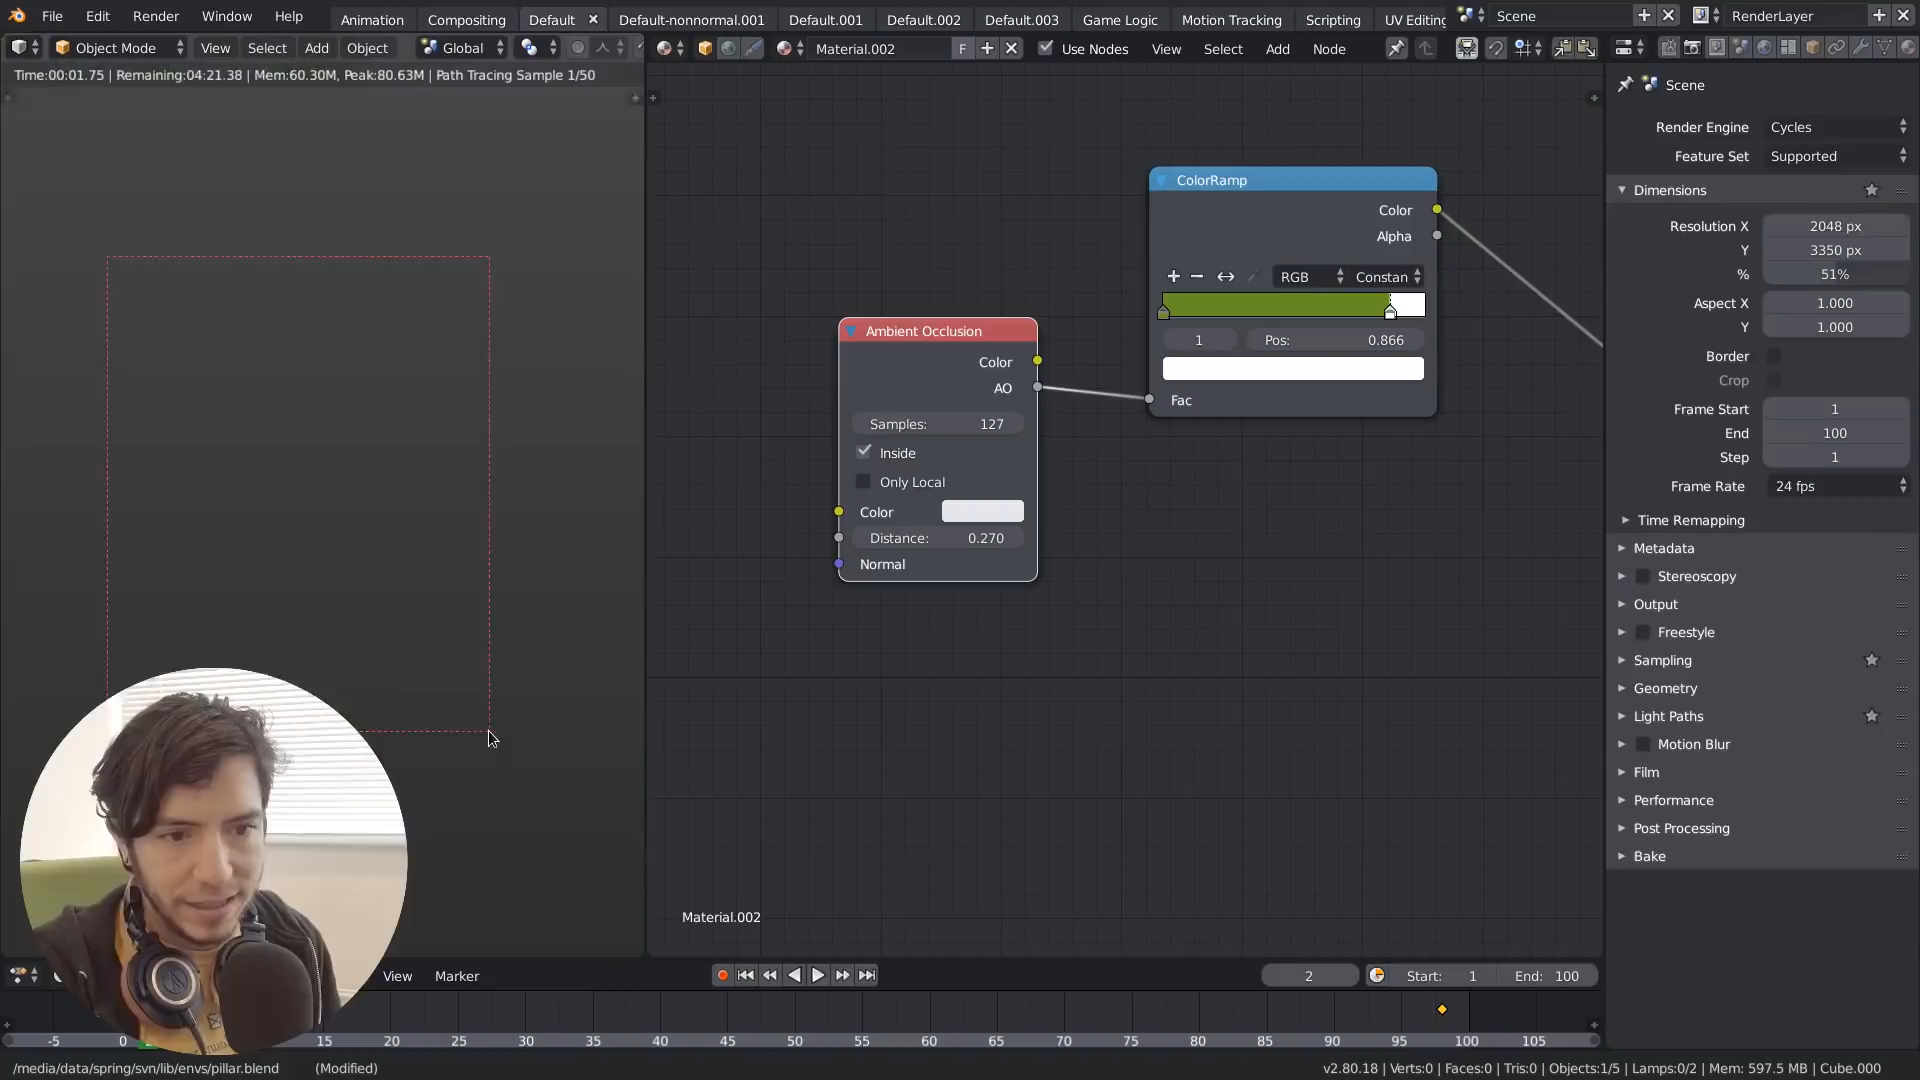 File Edit Render Window Help Animation Compositing Default Default-nonnormal.001 Default.001 Default.002 Default.003 Game Logic Motion Tracking Scripting UV Editing Scene RenderLayer
Object Mode View Select Add Object Global Material.002 F Use Nodes View Select Add Node
Time:00:01.75 | Remaining:04:21.38 | Mem:60.30M, Peak:80.63M | Path Tracing Sample 1/50
Ambient Occlusion
Color
AO
Samples: 127
Inside
Only Local
Color
Distance: 0.270
Normal
ColorRamp
Color
Alpha
RGB Constan
1 Pos: 0.866
Fac
Material.002
Scene
Render Engine Cycles
Feature Set Supported
Dimensions
Resolution X 2048 px
Y 3350 px
% 51%
Aspect X 1.000
Y 1.000
Border
Crop
Frame Start 1
End 100
Step 1
Frame Rate 24 fps
Time Remapping
Metadata
Stereoscopy
Output
Freestyle
Sampling
Geometry
Light Paths
Motion Blur
Film
Performance
Post Processing
Bake
View Marker 2 Start: 1 End: 100
-5 0 15 20 25 30 35 40 45 50 55 60 65 70 75 80 85 90 95 100 105
/media/data/spring/svn/lib/envs/pillar.blend (Modified) v2.80.18 | Verts:0 | Faces:0 | Tris:0 | Objects:1/5 | Lamps:0/2 | Mem: 597.5 MB | Cube.000